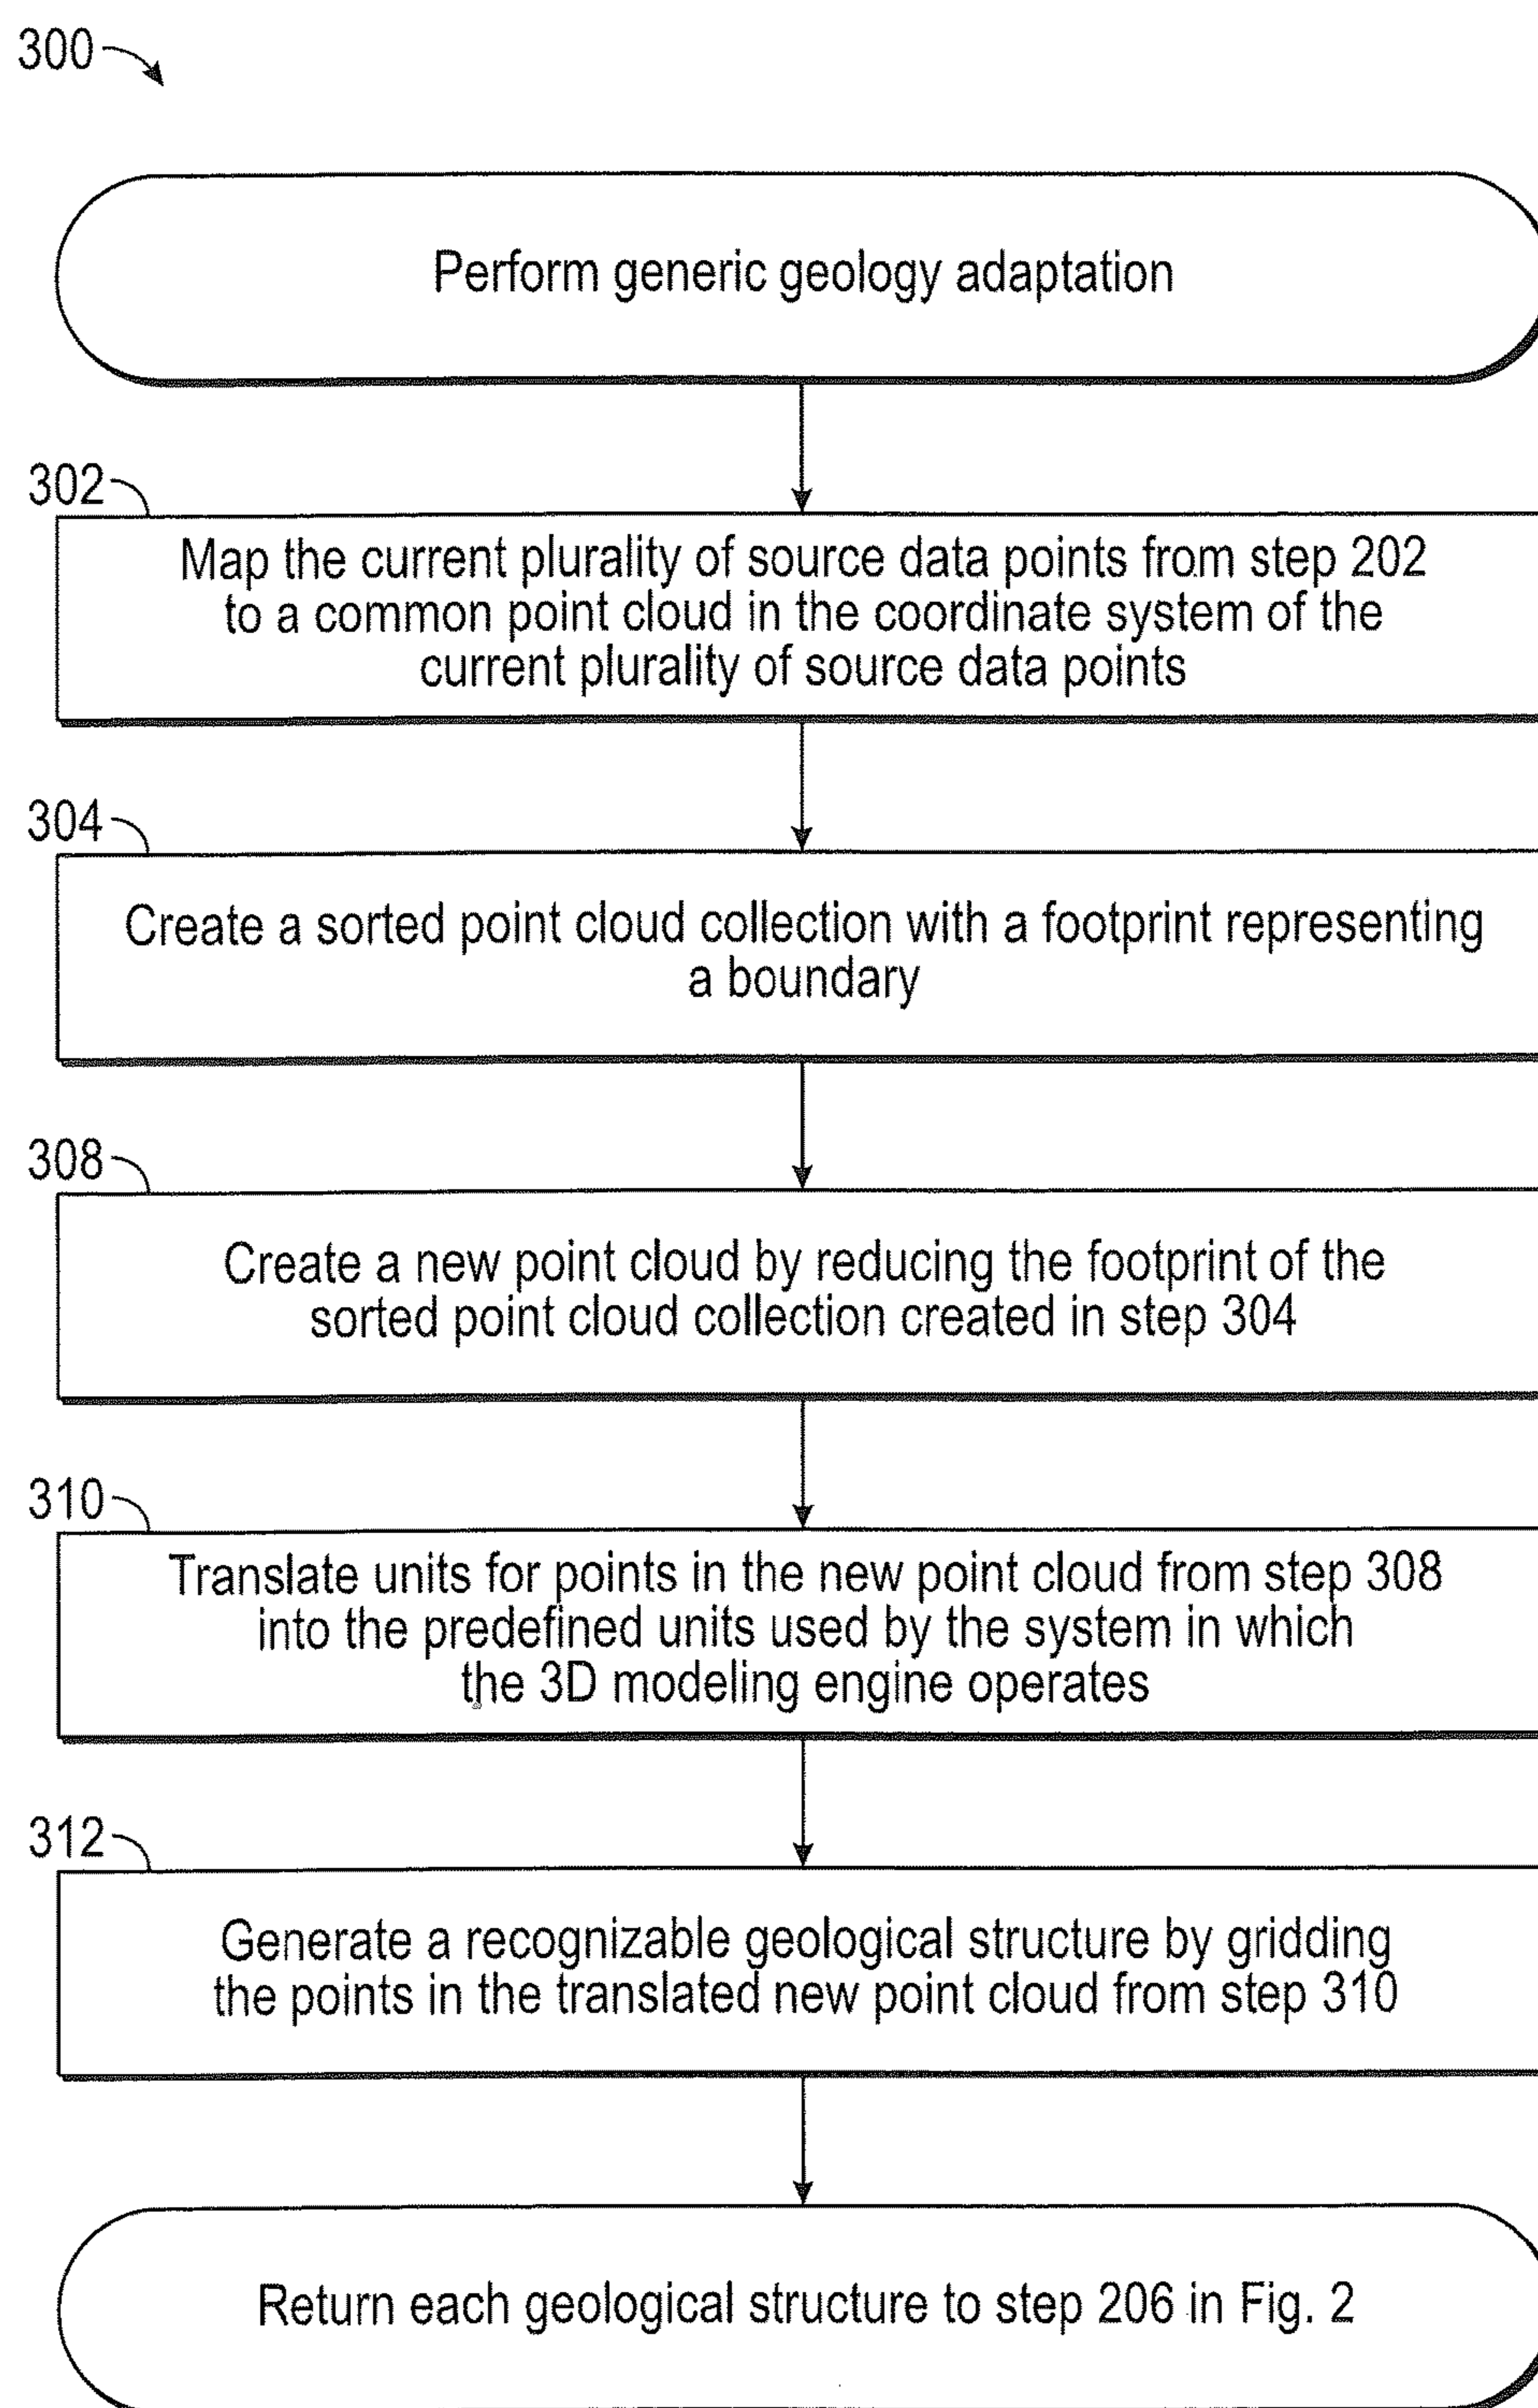 300
Perform generic geology adaptation
302
Map the current plurality of source data points from step 202
to a common point cloud in the coordinate system of the
current plurality of source data points
304
Create a sorted point cloud collection with a footprint representing
a boundary
308
Create a new point cloud by reducing the footprint of the
sorted point cloud collection created in step 304
310
Translate units for points in the new point cloud from step 308
into the predefined units used by the system in which
the 3D modeling engine operates
312
Generate a recognizable geological structure by gridding
the points in the translated new point cloud from step 310
Return each geological structure to step 206 in Fig. 2